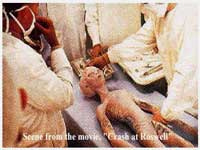 Scene from the movie, "Crash at Roswell"